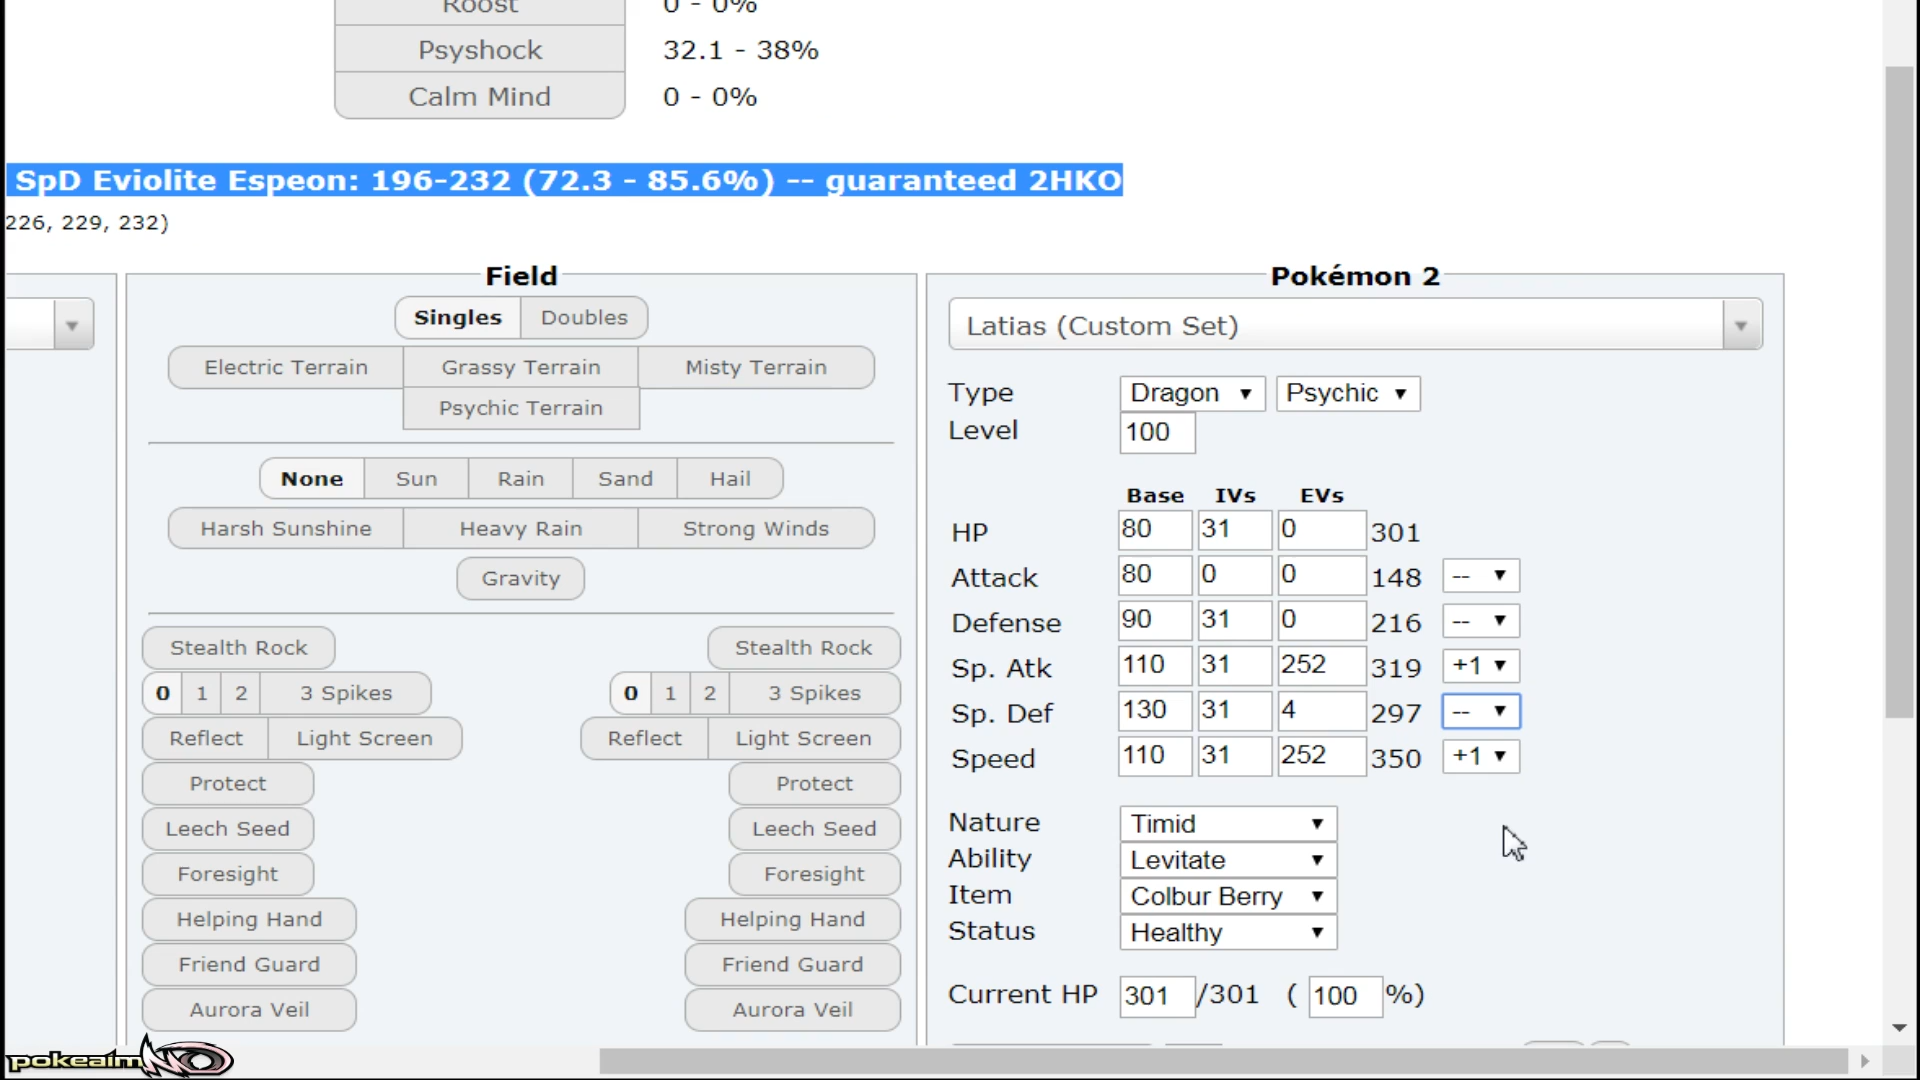 Roost 0 - 0%
Psyshock 32.1 - 38%
Calm Mind 0 - 0%
SpD Eviolite Espeon: 196-232 (72.3 - 85.6%) -- guaranteed 2HKO
226, 229, 232)
Field
Singles Doubles
Electric Terrain Grassy Terrain Misty Terrain
Psychic Terrain
None Sun Rain Sand Hail
Harsh Sunshine Heavy Rain Strong Winds
Gravity
Stealth Rock Stealth Rock
0 1 2 3 Spikes 0 1 2 3 Spikes
Reflect Light Screen Reflect Light Screen
Protect Protect
Leech Seed Leech Seed
Foresight Foresight
Helping Hand Helping Hand
Friend Guard Friend Guard
Aurora Veil Aurora Veil
Pokémon 2
Latias (Custom Set)
Type Dragon Psychic
Level 100
Base IVs EVs
HP 80 31 0 301
Attack 80 0 0 148 --
Defense 90 31 0 216 --
Sp. Atk 110 31 252 319 +1
Sp. Def 130 31 4 297 --
Speed 110 31 252 350 +1
Nature Timid
Ability Levitate
Item Colbur Berry
Status Healthy
Current HP 301 /301 ( 100 %)
pokeaim